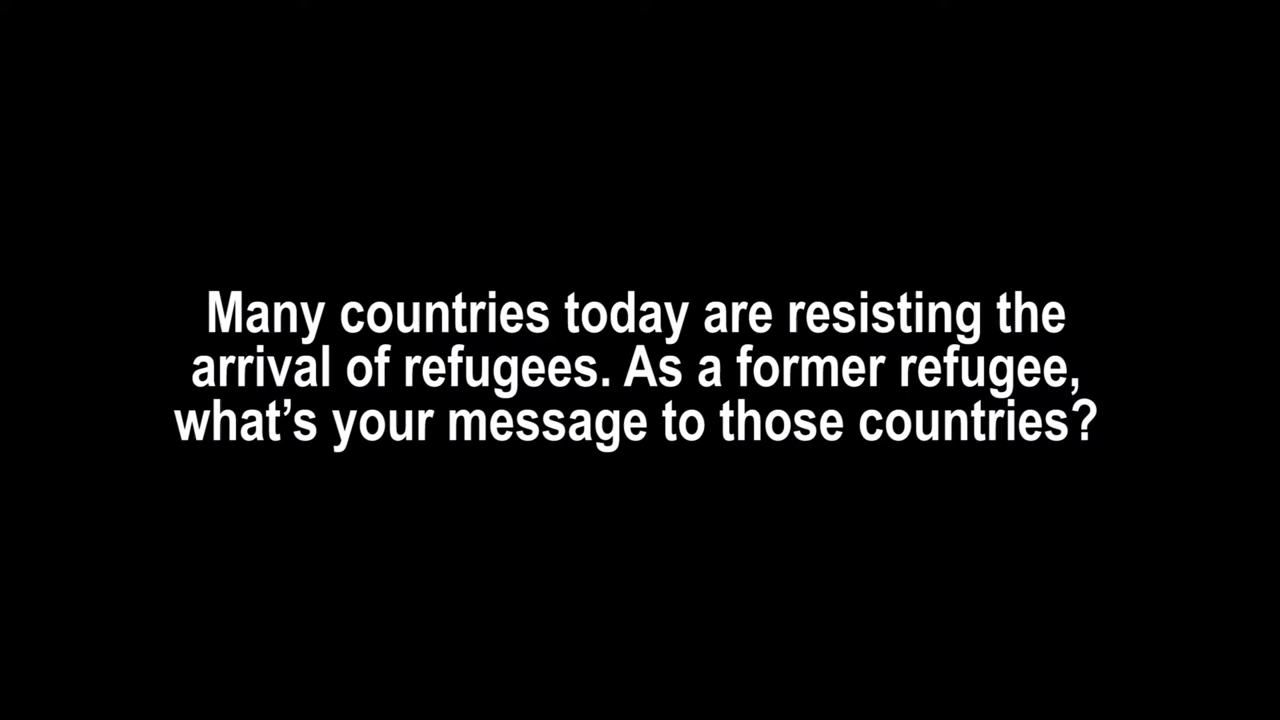 Many countries today are resisting the
arrival of refugees. As a former refugee,
what’s your message to those countries?